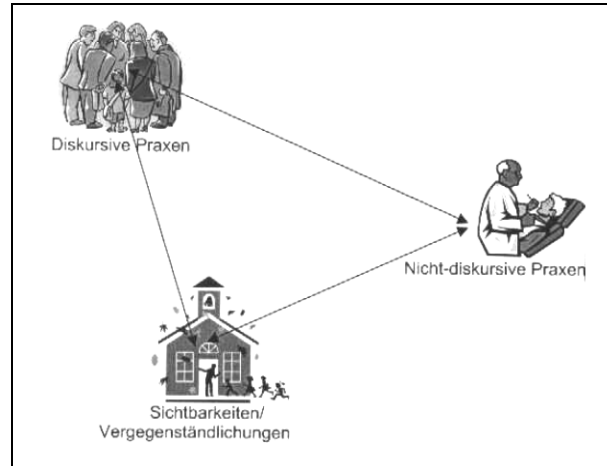 Diskursive Praxen
Nicht-diskursive Praxen
Sichtbarkeiten/
Vergegenständlichungen